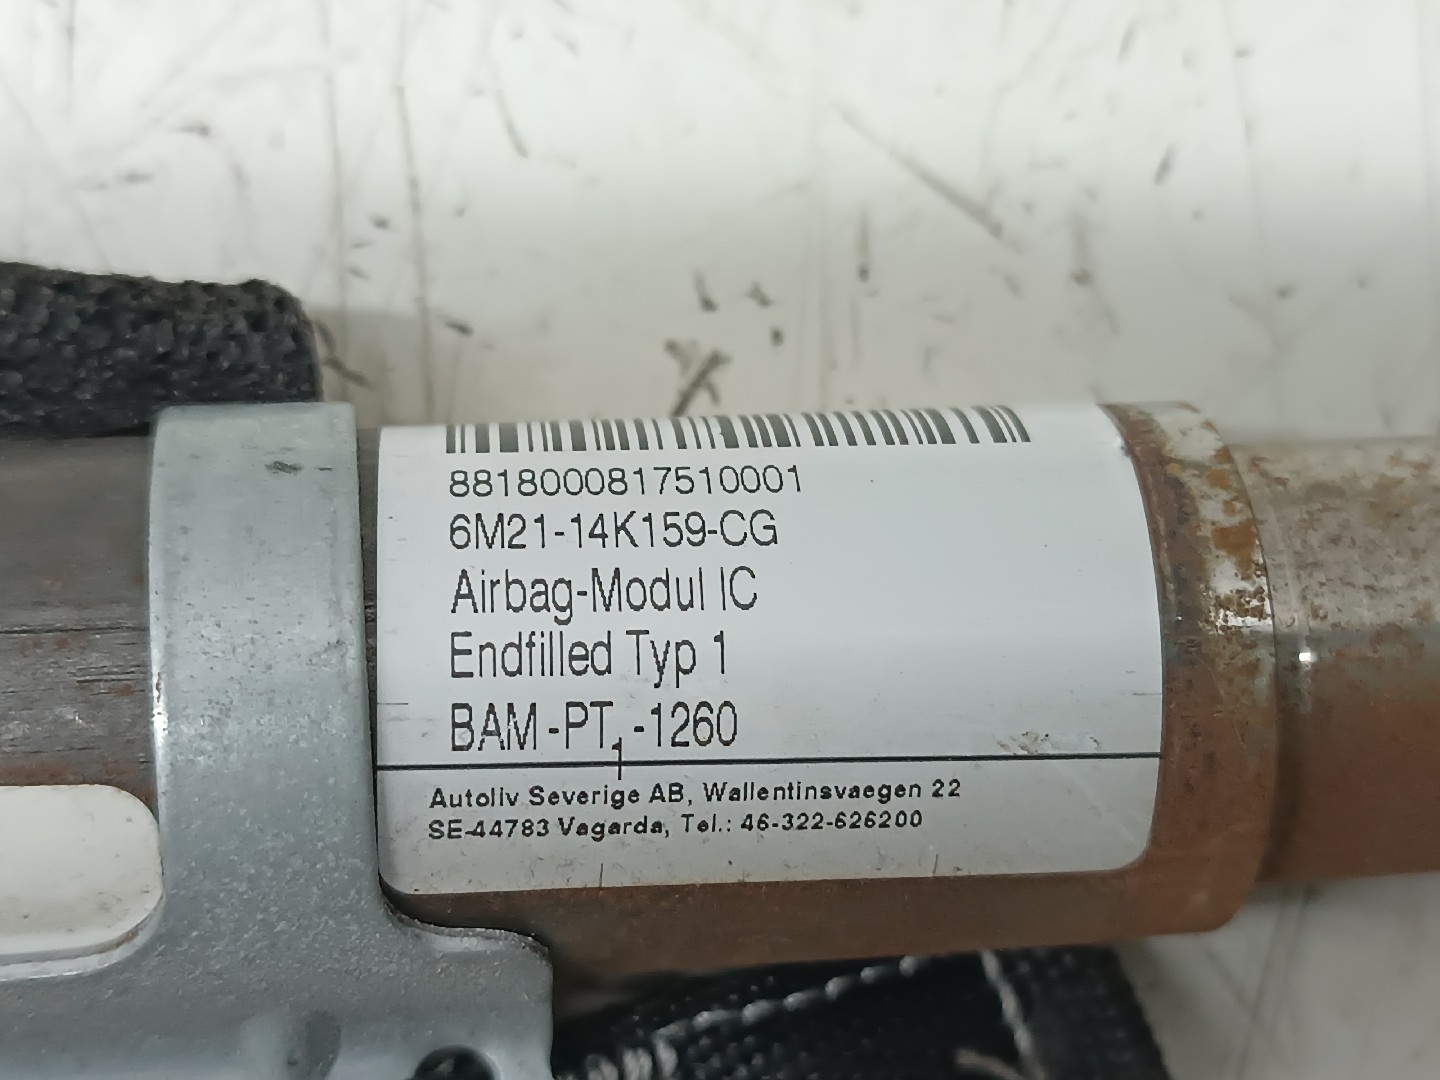 8818000817510001
6M21-14K159-CG
Airbag-Modul IC
Endfilled Typ 1
BAM-PT1-1260
Autoliv Severige AB, Wallentinsvaegen 22
SE-44783 Vagarda, Tel.: 46-322-626200